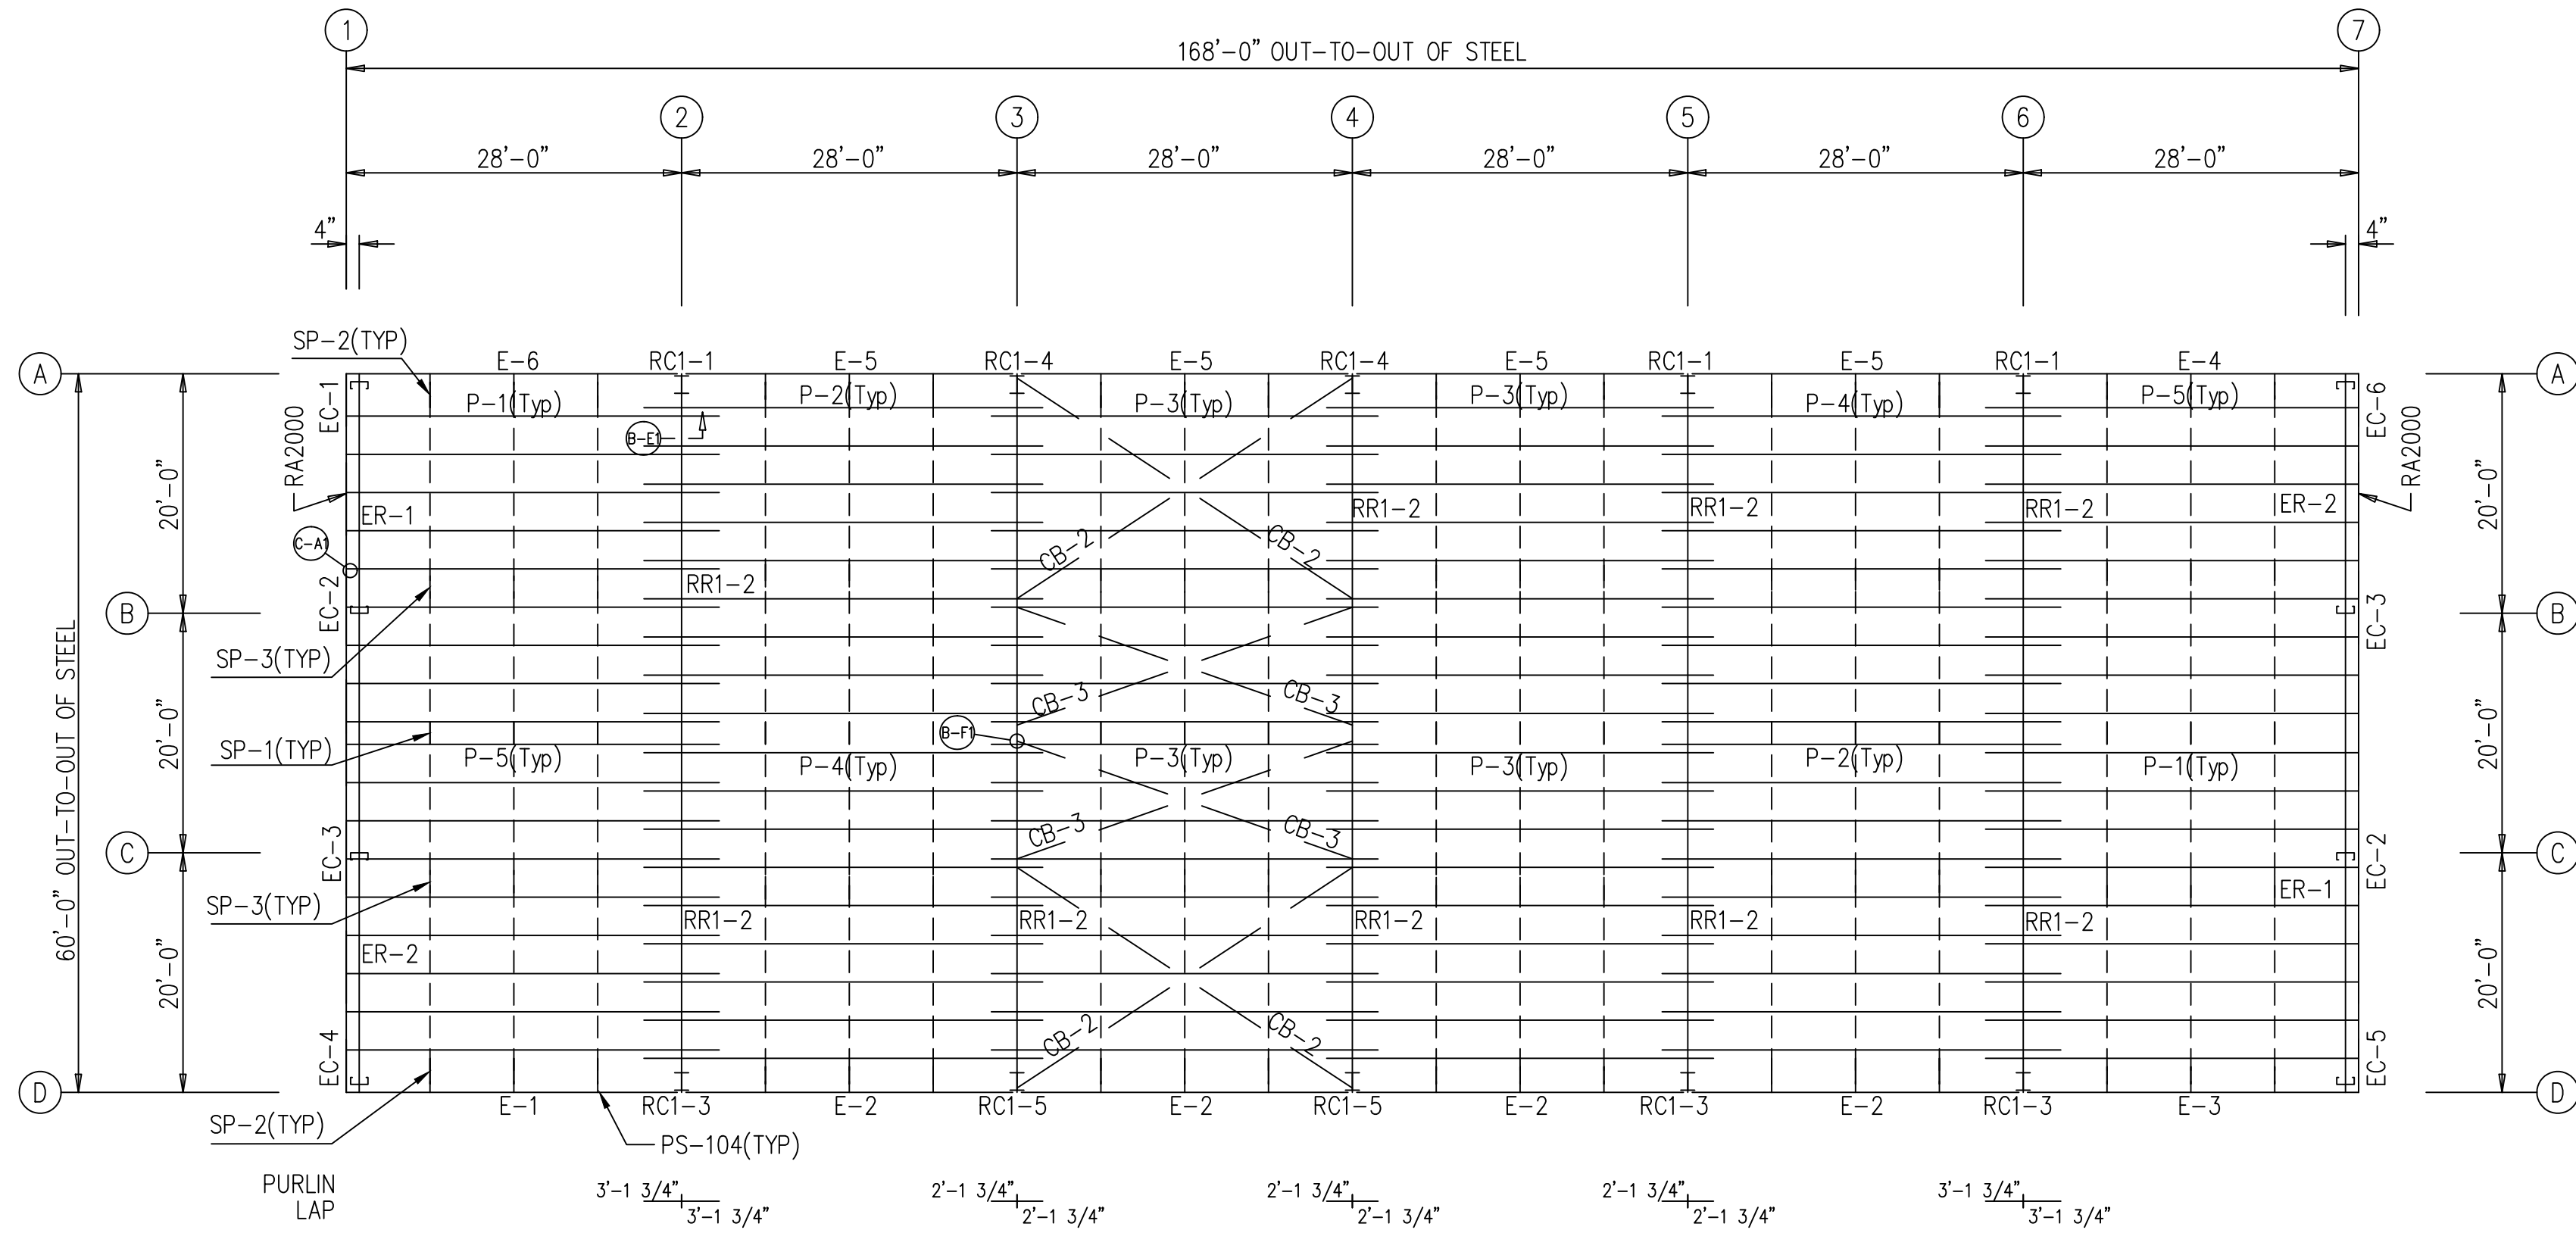 1 7
168'-0" OUT-TO-OUT OF STEEL
2 3 4 5 6
28'-0" 28'-0" 28'-0" 28'-0" 28'-0" 28'-0"
4" 4"
SP-2(TYP)
E-6 RC1-1 E-5 RC1-4 E-5 RC1-4 E-5 RC1-1 E-5 RC1-1 E-4
A A
EC-1 EC-6
P-1(Typ) P-2(Typ) P-3(Typ) P-3(Typ) P-4(Typ) P-5(Typ)
RA2000 RA2000
B-E1
20'-0" 20'-0"
ER-1 RR1-2 RR1-2 RR1-2 ER-2
C-A1
CB-2 CB-2
RR1-2
EC-2 EC-3
B B
SP-3(TYP)
60'-0" OUT-TO-OUT OF STEEL
CB-3 CB-3
20'-0" 20'-0"
B-F1
SP-1(TYP)
P-5(Typ) P-4(Typ) P-3(Typ) P-3(Typ) P-2(Typ) P-1(Typ)
CB-3 CB-3
C C
EC-3 EC-2
ER-1
SP-3(TYP)
RR1-2 RR1-2 RR1-2 RR1-2 RR1-2
ER-2
20'-0" 20'-0"
CB-2 CB-2
EC-4 EC-5
D D
E-1 RC1-3 E-2 RC1-5 E-2 RC1-5 E-2 RC1-3 E-2 RC1-3 E-3
SP-2(TYP)
PS-104(TYP)
PURLIN
LAP
3'-1 3/4" 2'-1 3/4" 2'-1 3/4" 2'-1 3/4" 3'-1 3/4"
3'-1 3/4" 2'-1 3/4" 2'-1 3/4" 2'-1 3/4" 3'-1 3/4"